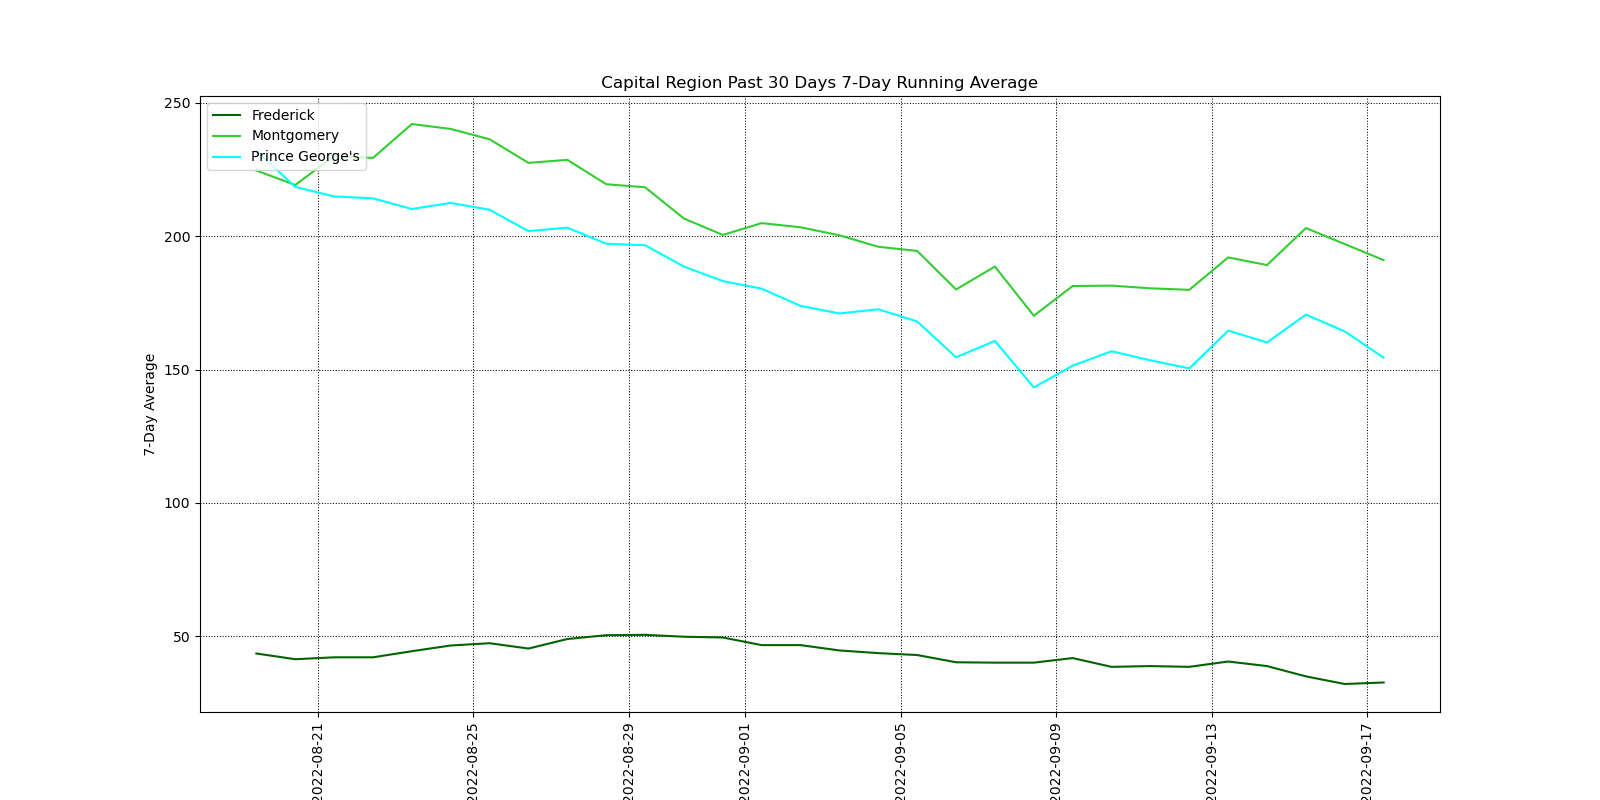 Capital Region Past 30 Days 7-Day Running Average
250
200
150
100
50
7-Day Average
Frederick
Montgomery
Prince George's
2022-08-21
2022-08-25
2022-08-29
2022-09-01
2022-09-05
2022-09-09
2022-09-13
2022-09-17